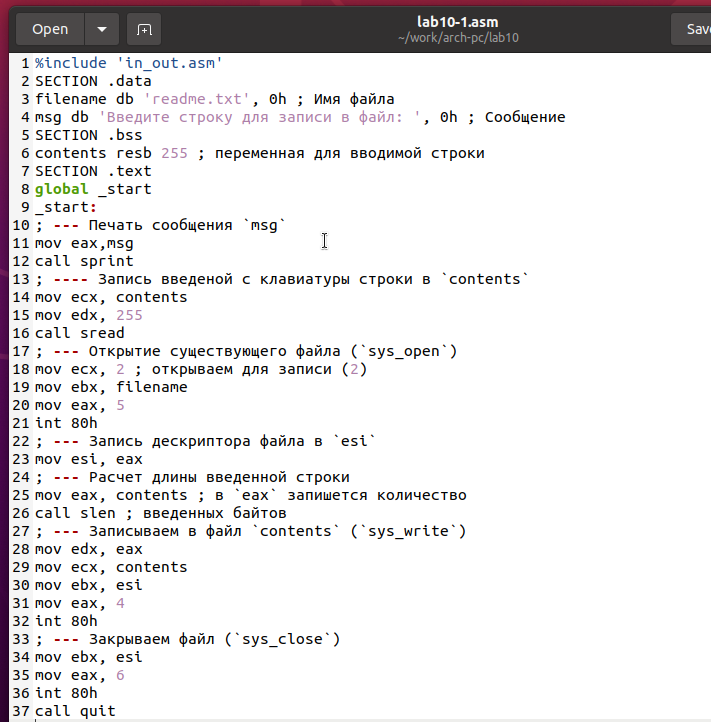 Open
lab10-1.asm
~/work/arch-pc/lab10
Save
1 %include 'in_out.asm'
2 SECTION .data
3 filename db 'readme.txt', 0h ; Имя файла
4 msg db 'Введите строку для записи в файл: ', 0h ; Сообщение
5 SECTION .bss
6 contents resb 255 ; переменная для вводимой строки
7 SECTION .text
8 global _start
9 _start:
10 ; --- Печать сообщения `msg`
11 mov eax,msg
12 call sprint
13 ; ---- Запись введеной с клавиатуры строки в `contents`
14 mov ecx, contents
15 mov edx, 255
16 call sread
17 ; --- Открытие существующего файла (`sys_open`)
18 mov ecx, 2 ; открываем для записи (2)
19 mov ebx, filename
20 mov eax, 5
21 int 80h
22 ; --- Запись дескриптора файла в `esi`
23 mov esi, eax
24 ; --- Расчет длины введенной строки
25 mov eax, contents ; в `eax` запишется количество
26 call slen ; введенных байтов
27 ; --- Записываем в файл `contents` (`sys_write`)
28 mov edx, eax
29 mov ecx, contents
30 mov ebx, esi
31 mov eax, 4
32 int 80h
33 ; --- Закрываем файл (`sys_close`)
34 mov ebx, esi
35 mov eax, 6
36 int 80h
37 call quit